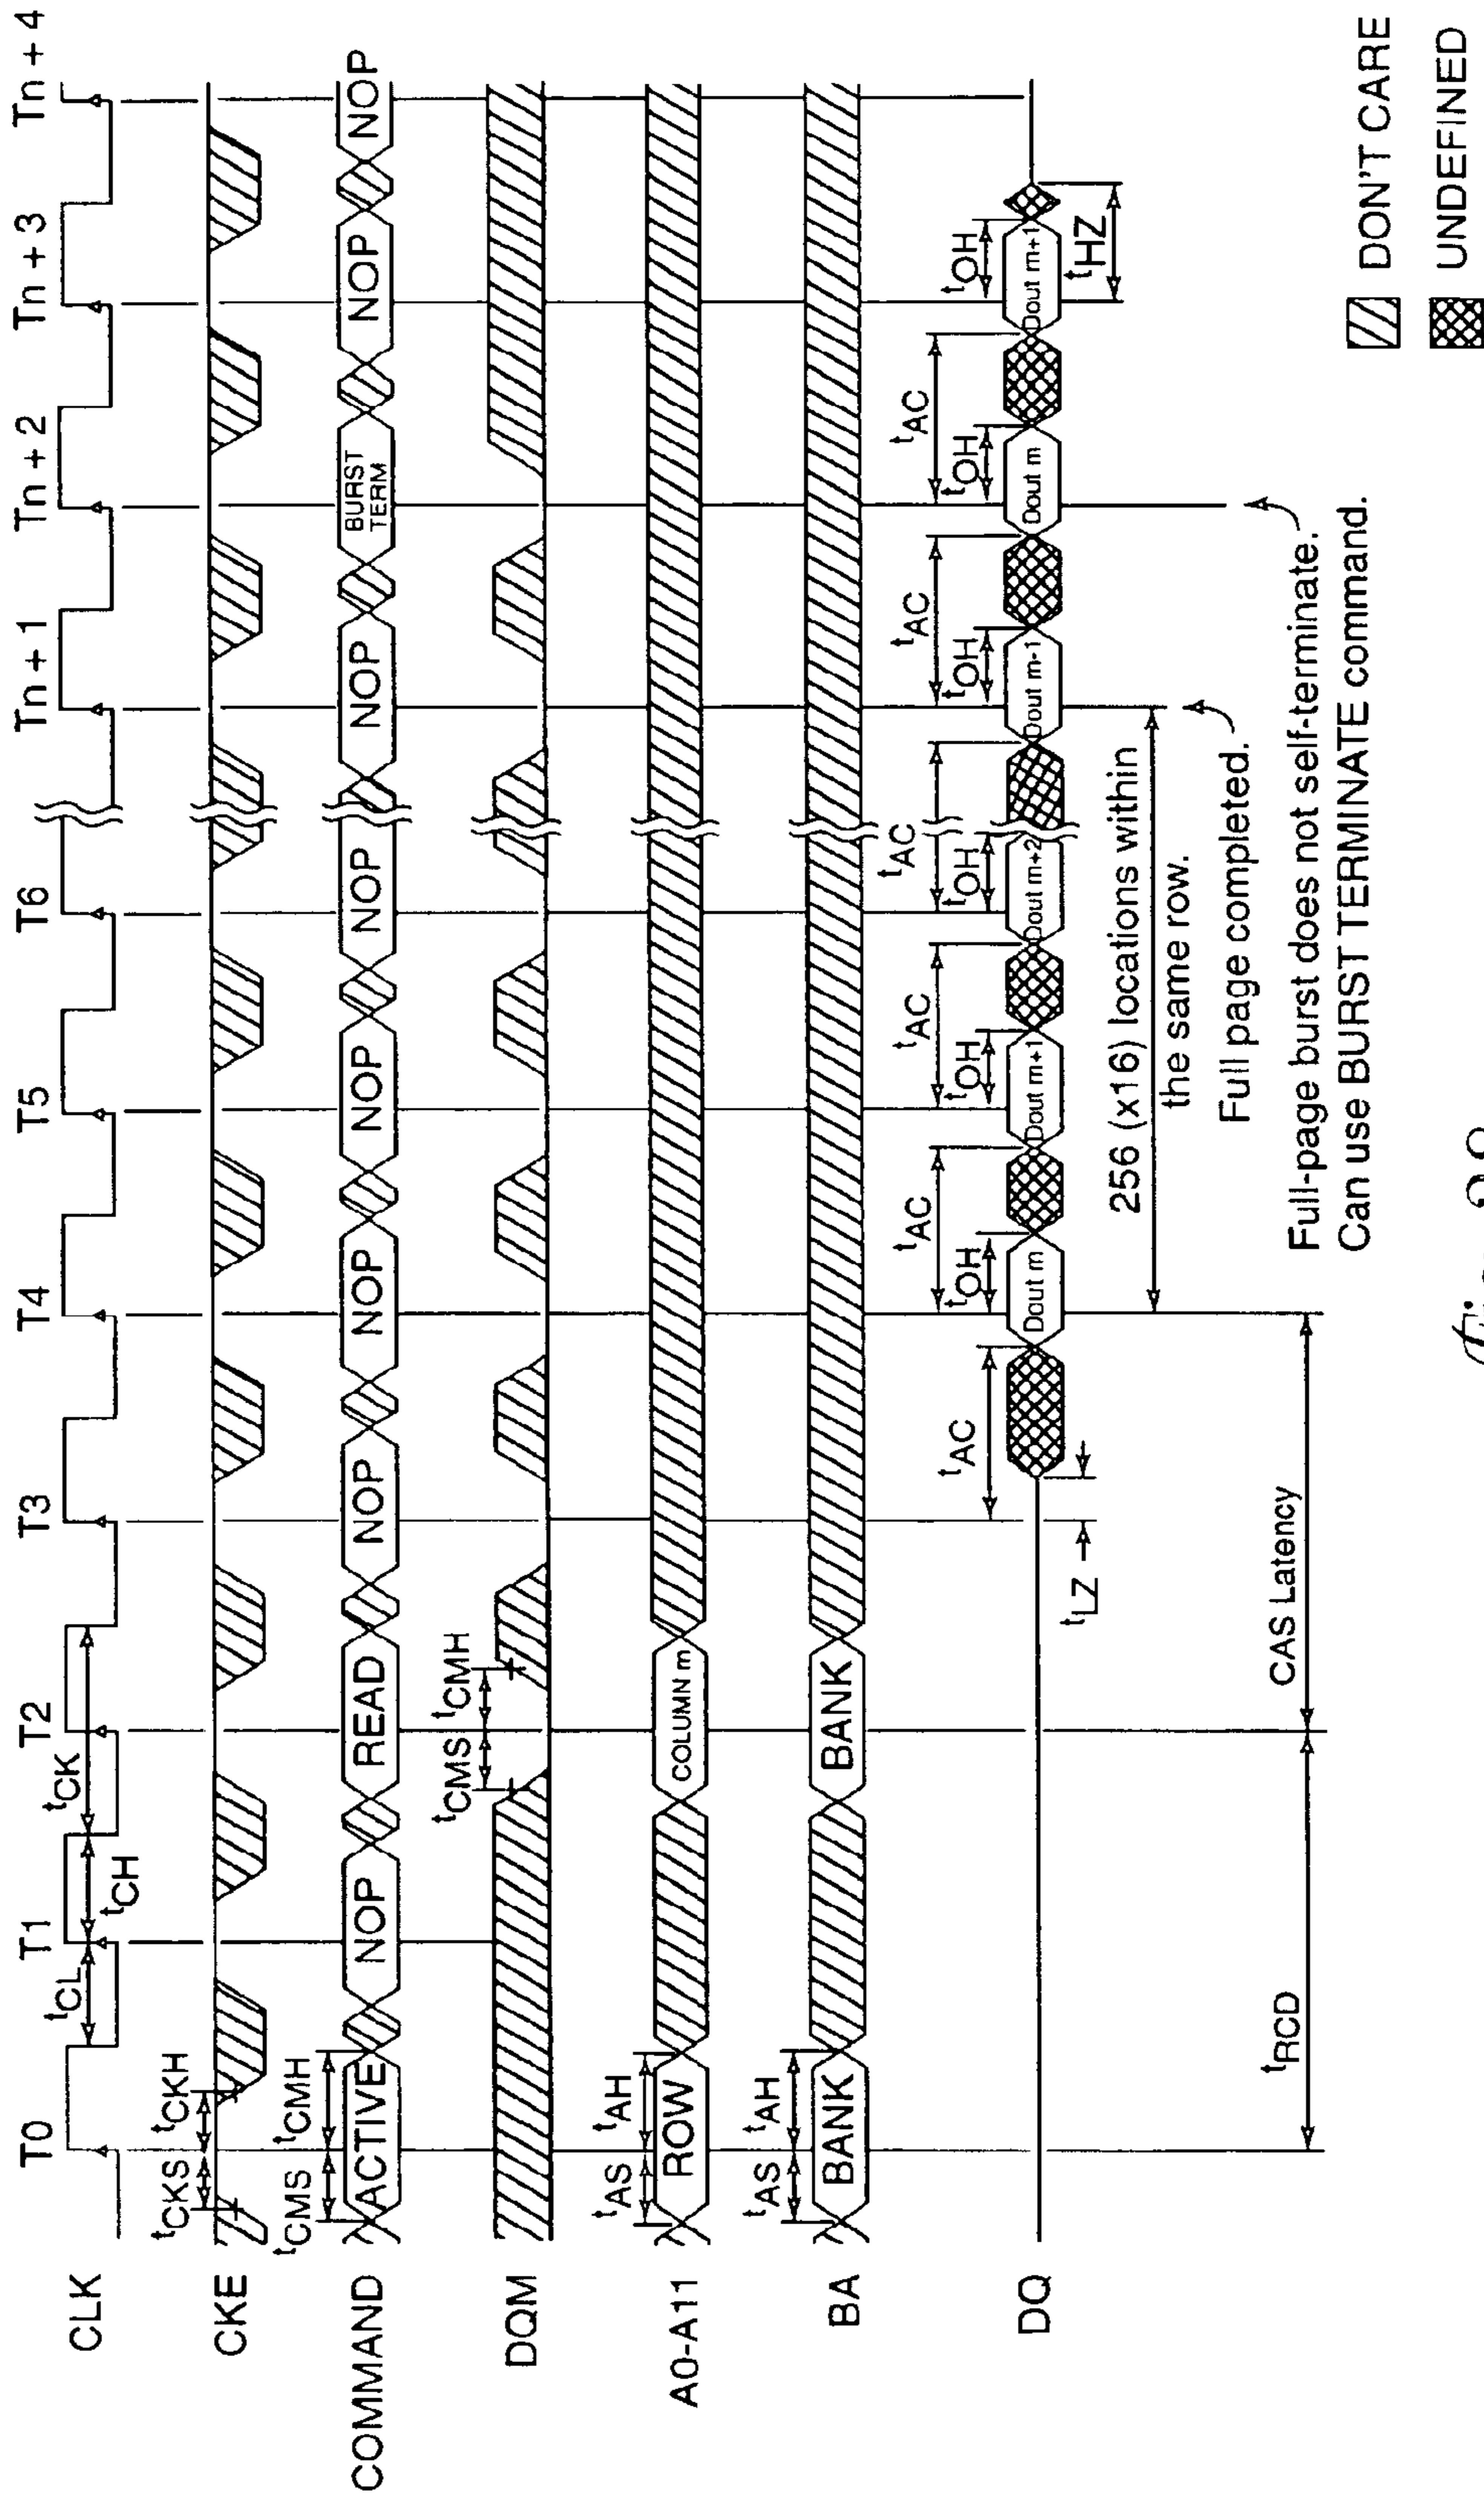 T0 T1 T2 T3 T4 T5 T6 Tn + 1 Tn + 2 Tn + 3 Tn + 4
CLK
tCL tCH tCK
CKE
tCKS tCKH
COMMAND
tCMS tCMH
ACTIVE NOP READ NOP NOP NOP NOP NOP BURST TERM NOP NOP
DQM
tCMS tCMH
A0-A11
tAS tAH
ROW COLUMN m
BA
tAS tAH
BANK BANK
DQ
tAC tAC tAC tAC tAC tAC tAC
tOH tOH tOH tOH tOH tOH
Dout m Dout m+1 Dout m+2 Dout m-1 Dout m Dout m+1
tLZ tHZ
256 (x16) locations within
the same row.
Full page completed.
tRCD CAS Latency
Full-page burst does not self-terminate.
Can use BURST TERMINATE command.
DON'T CARE
UNDEFINED